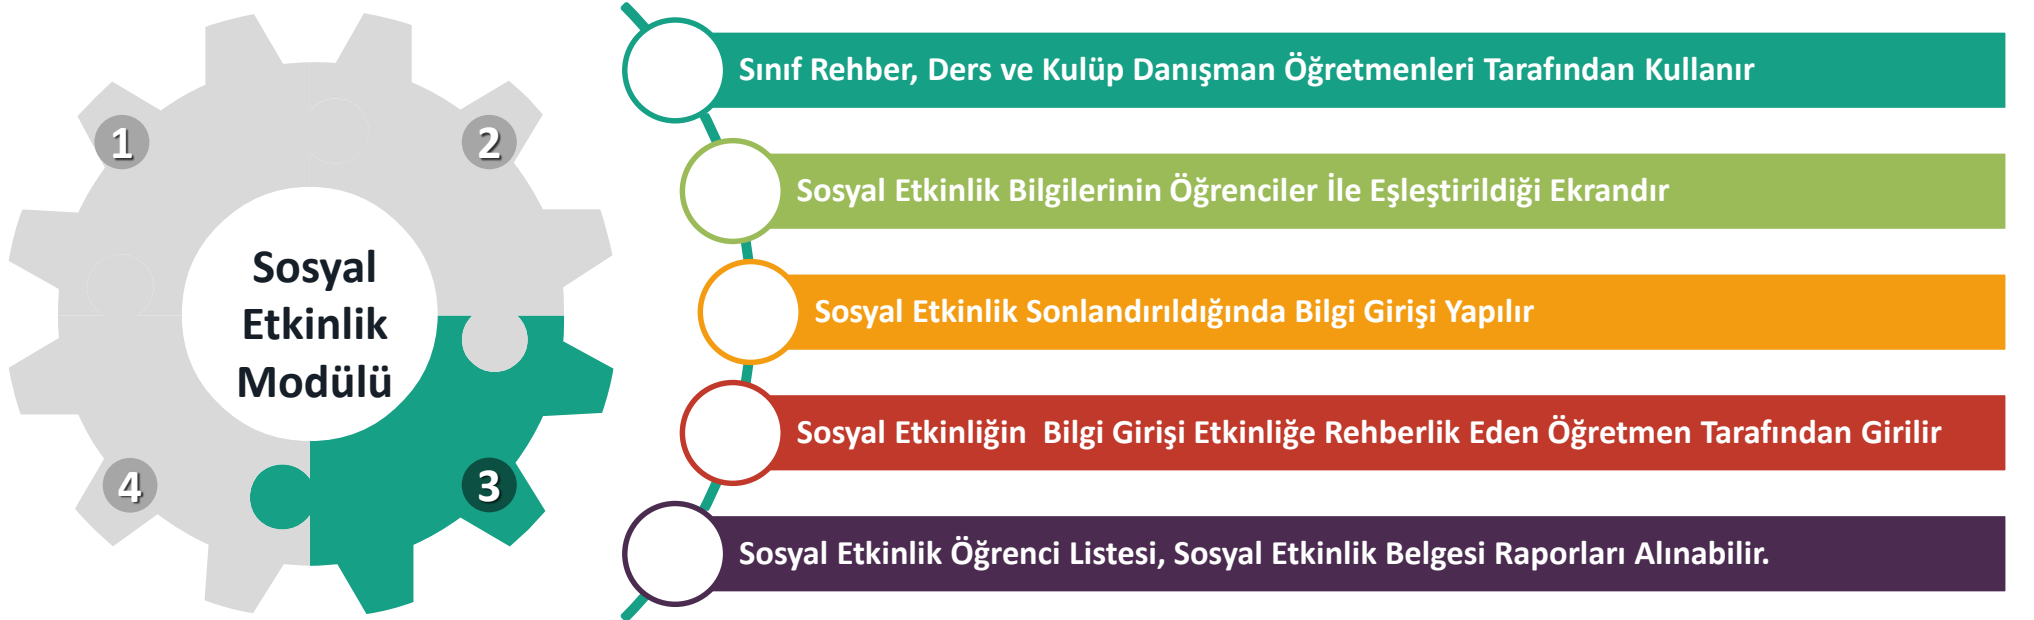 1
2
Sosyal
Etkinlik
Modülü
4
3
Sınıf Rehber, Ders ve Kulüp Danışman Öğretmenleri Tarafından Kullanır
Sosyal Etkinlik Bilgilerinin Öğrenciler İle Eşleştirildiği Ekrandır
Sosyal Etkinlik Sonlandırıldığında Bilgi Girişi Yapılır
Sosyal Etkinliğin  Bilgi Girişi Etkinliğe Rehberlik Eden Öğretmen Tarafından Girilir
Sosyal Etkinlik Öğrenci Listesi, Sosyal Etkinlik Belgesi Raporları Alınabilir.